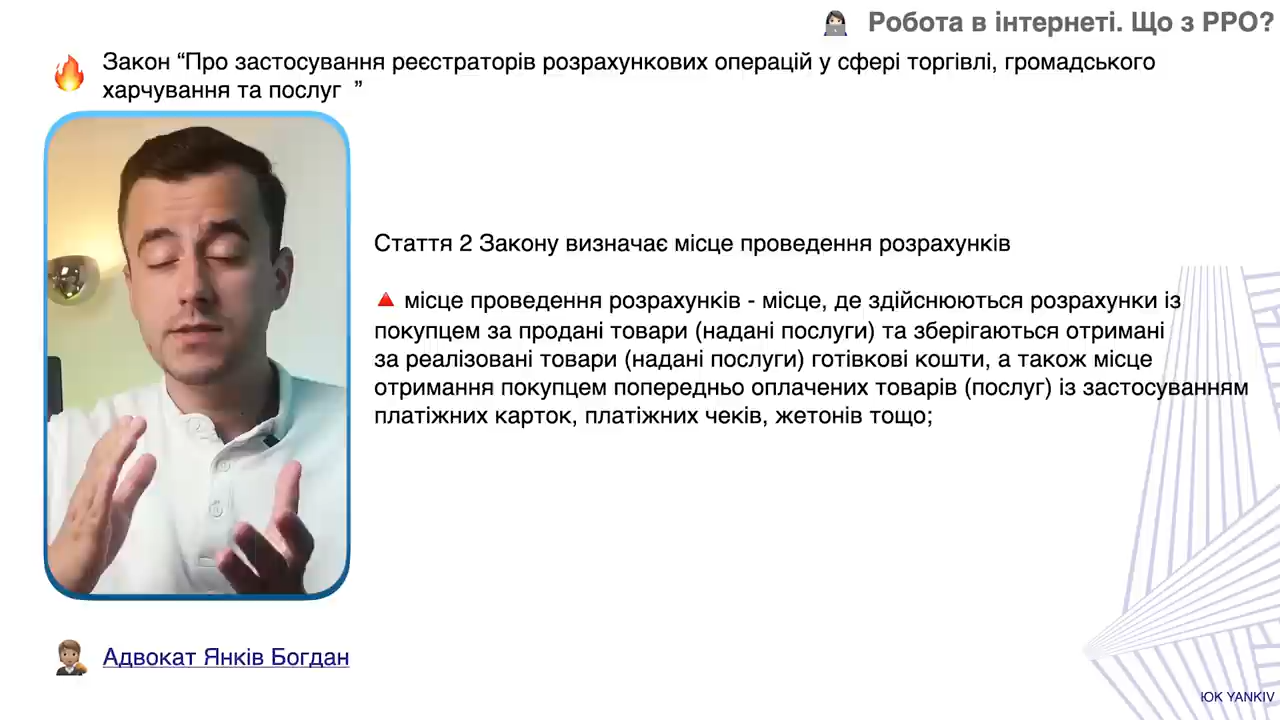 Робота в інтернеті. Що з РРО?
Закон “Про застосування реєстраторів розрахункових операцій у сфері торгівлі, громадського
харчування та послуг ”
Стаття 2 Закону визначає місце проведення розрахунків
місце проведення розрахунків - місце, де здійснюються розрахунки із
покупцем за продані товари (надані послуги) та зберігаються отримані
за реалізовані товари (надані послуги) готівкові кошти, а також місце
отримання покупцем попередньо оплачених товарів (послуг) із застосуванням
платіжних карток, платіжних чеків, жетонів тощо;
Адвокат Янків Богдан
ЮК YANKIV